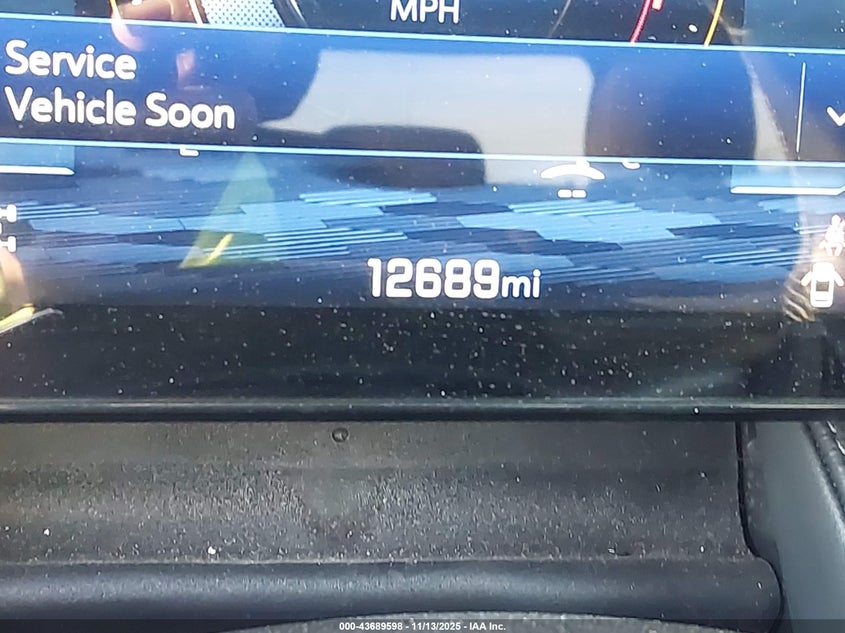 MPH
Service
Vehicle Soon
12689mi
000-43689598 - 11/13/2025 - IAA Inc.